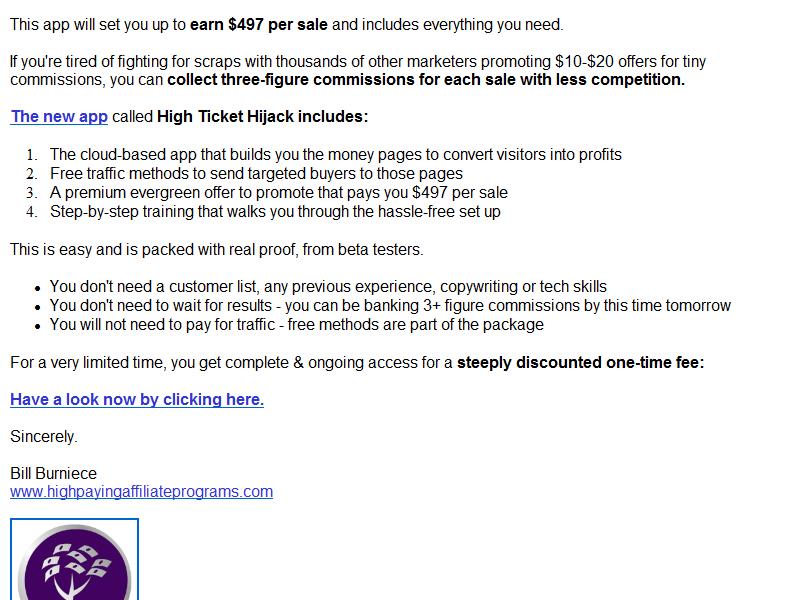 This app will set you up to earn $497 per sale and includes everything you need.
If you're tired of fighting for scraps with thousands of other marketers promoting $10-$20 offers for tiny
commissions, you can collect three-figure commissions for each sale with less competition.
The new app called High Ticket Hijack includes:
1. The cloud-based app that builds you the money pages to convert visitors into profits
2. Free traffic methods to send targeted buyers to those pages
3. A premium evergreen offer to promote that pays you $497 per sale
4. Step-by-step training that walks you through the hassle-free set up
This is easy and is packed with real proof, from beta testers.
• You don't need a customer list, any previous experience, copywriting or tech skills
• You don't need to wait for results - you can be banking 3+ figure commissions by this time tomorrow
• You will not need to pay for traffic - free methods are part of the package
For a very limited time, you get complete & ongoing access for a steeply discounted one-time fee:
Have a look now by clicking here.
Sincerely.
Bill Burniece
www.highpayingaffiliateprograms.com